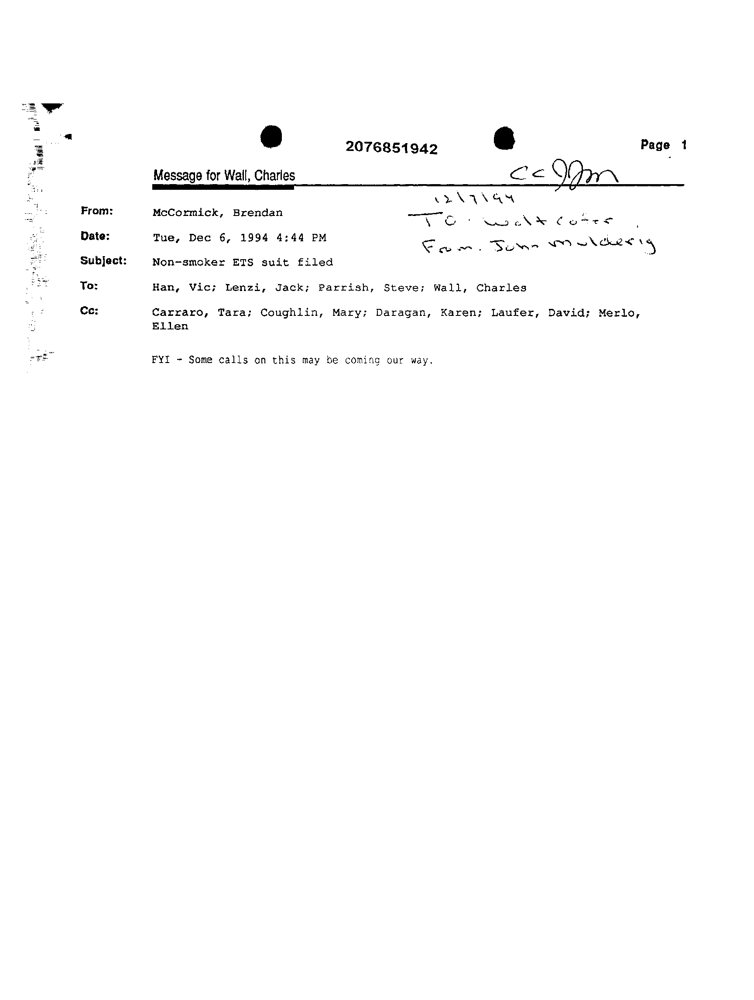 2076851942
Page 1
Message for Wall, Charles
12/7/94
From: McCormick, Brendan
To. Walt
Date: Tue, Dec 6, 1994 4:44 PM
From. John Mulderig
Subject: Non-smoker ETS suit filed
To: Han, Vic; Lenzi, Jack; Parrish, Steve; Wall, Charles
Cc: Carraro, Tara; Coughlin, Mary; Daragan, Karen; Laufer, David; Merlo,
Ellen
FYI - Some calls on this may be coming our way.